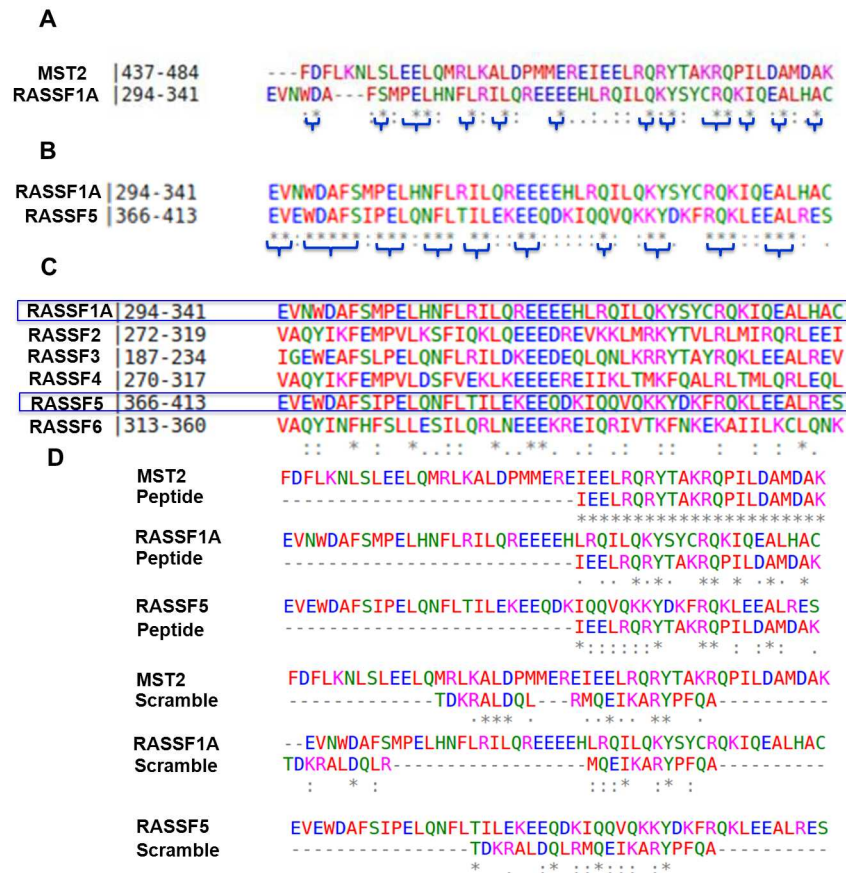 A
MST2 |437-484 ---FDFLKNLSLEELQMRLKALDPMMEREIEELRQRYTAKRQPILDAMDAK
RASSF1A |294-341 EVNWDA---FSMPELHNFLRILQREEEEHLRQILQKYSYCRQKIQEALHAC
B
RASSF1A |294-341 EVNWDAFSMPELHNFLRILQREEEEHLRQILQKYSYCRQKIQEALHAC
RASSF5 |366-413 EVEWDAFSIPELQNFLTILEKEEQDKIQQVQKKYDKFRQKLEEALRES
C
RASSF1A |294-341 EVNWDAFSMPELHNFLRILQREEEEHLRQILQKYSYCRQKIQEALHAC
RASSF2 |272-319 VAQYIKFEMPVLKSFIQKLQEEEDREVKKLMRKYTVLRLMIRQRLEEI
RASSF3 |187-234 IGEWEAFSLPELQNFLRILDKEEDEQLQNLKRRYTAYRQKLEEALREV
RASSF4 |270-317 VAQYIKFEMPVLDSFVEKLKEEEEREIIKLTMKFQALRLTMLQRLEQL
RASSF5 |366-413 EVEWDAFSIPELQNFLTILEKEEQDKIQQVQKKYDKFRQKLEEALRES
RASSF6 |313-360 VAQYINFHFSLLESILQRLNEEEKREIQRIVTKFNKEKAIILKCLQNK
D
MST2 FDFLKNLSLEELQMRLKALDPMMEREIEELRQRYTAKRQPILDAMDAK
Peptide --------------------------IEELRQRYTAKRQPILDAMDAK
**********************
RASSF1A EVNWDAFSMPELHNFLRILQREEEEHLRQILQKYSYCRQKIQEALHAC
Peptide --------------------------IEELRQRYTAKRQPILDAMDAK
. .. ::*:*. ** * :*: *
RASSF5 EVEWDAFSIPELQNFLTILEKEEQDKIQQVQKKYDKFRQKLEEALRES
Peptide --------------------------IEELRQRYTAKRQPILDAMDAK
*::::::* ** : :*: .
MST2 FDFLKNLSLEELQMRLKALDPMMEREIEELRQRYTAKRQPILDAMDAK
Scramble -------------TDKRALDQL---RMQEIKARYPFQA----------
RASSF1A --EVNWDAFSMPELHNFLRILQREEEEHLRQILQKYSYCRQKIQEALHAC
Scramble TDKRALDQLR------------------MQEIKARYPFQA----------
: * : :::*: *: :
RASSF5 EVEWDAFSIPELQNFLTILEKEEQDKIQQVQKKYDKFRQKLEEALRES
Scramble ----------------TDKRALDQLRMQEIKARYPFQA----------